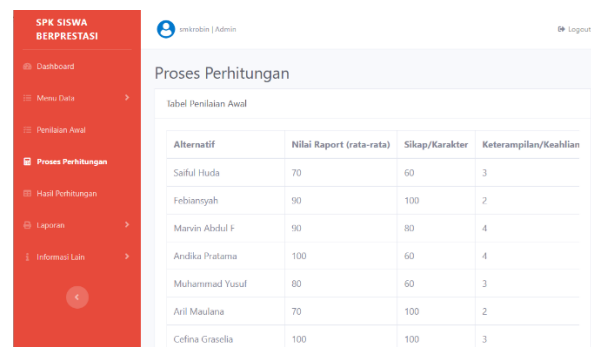 SPK SISWA
BERPRESTASI
smkrobin | Admin
Logout
Dashboard
Menu Data
Penilaian Awal
Proses Perhitungan
Hasil Perhitungan
Laporan
Informasi Lain
Proses Perhitungan
Tabel Penilaian Awal
Alternatif Nilai Raport (rata-rata) Sikap/Karakter Keterampilan/Keahlian
Saiful Huda 70 60 3
Febiansyah 90 100 2
Marvin Abdul F 90 80 4
Andika Pratama 100 60 4
Muhammad Yusuf 80 60 3
Aril Maulana 70 100 2
Cefina Graselia 100 100 3